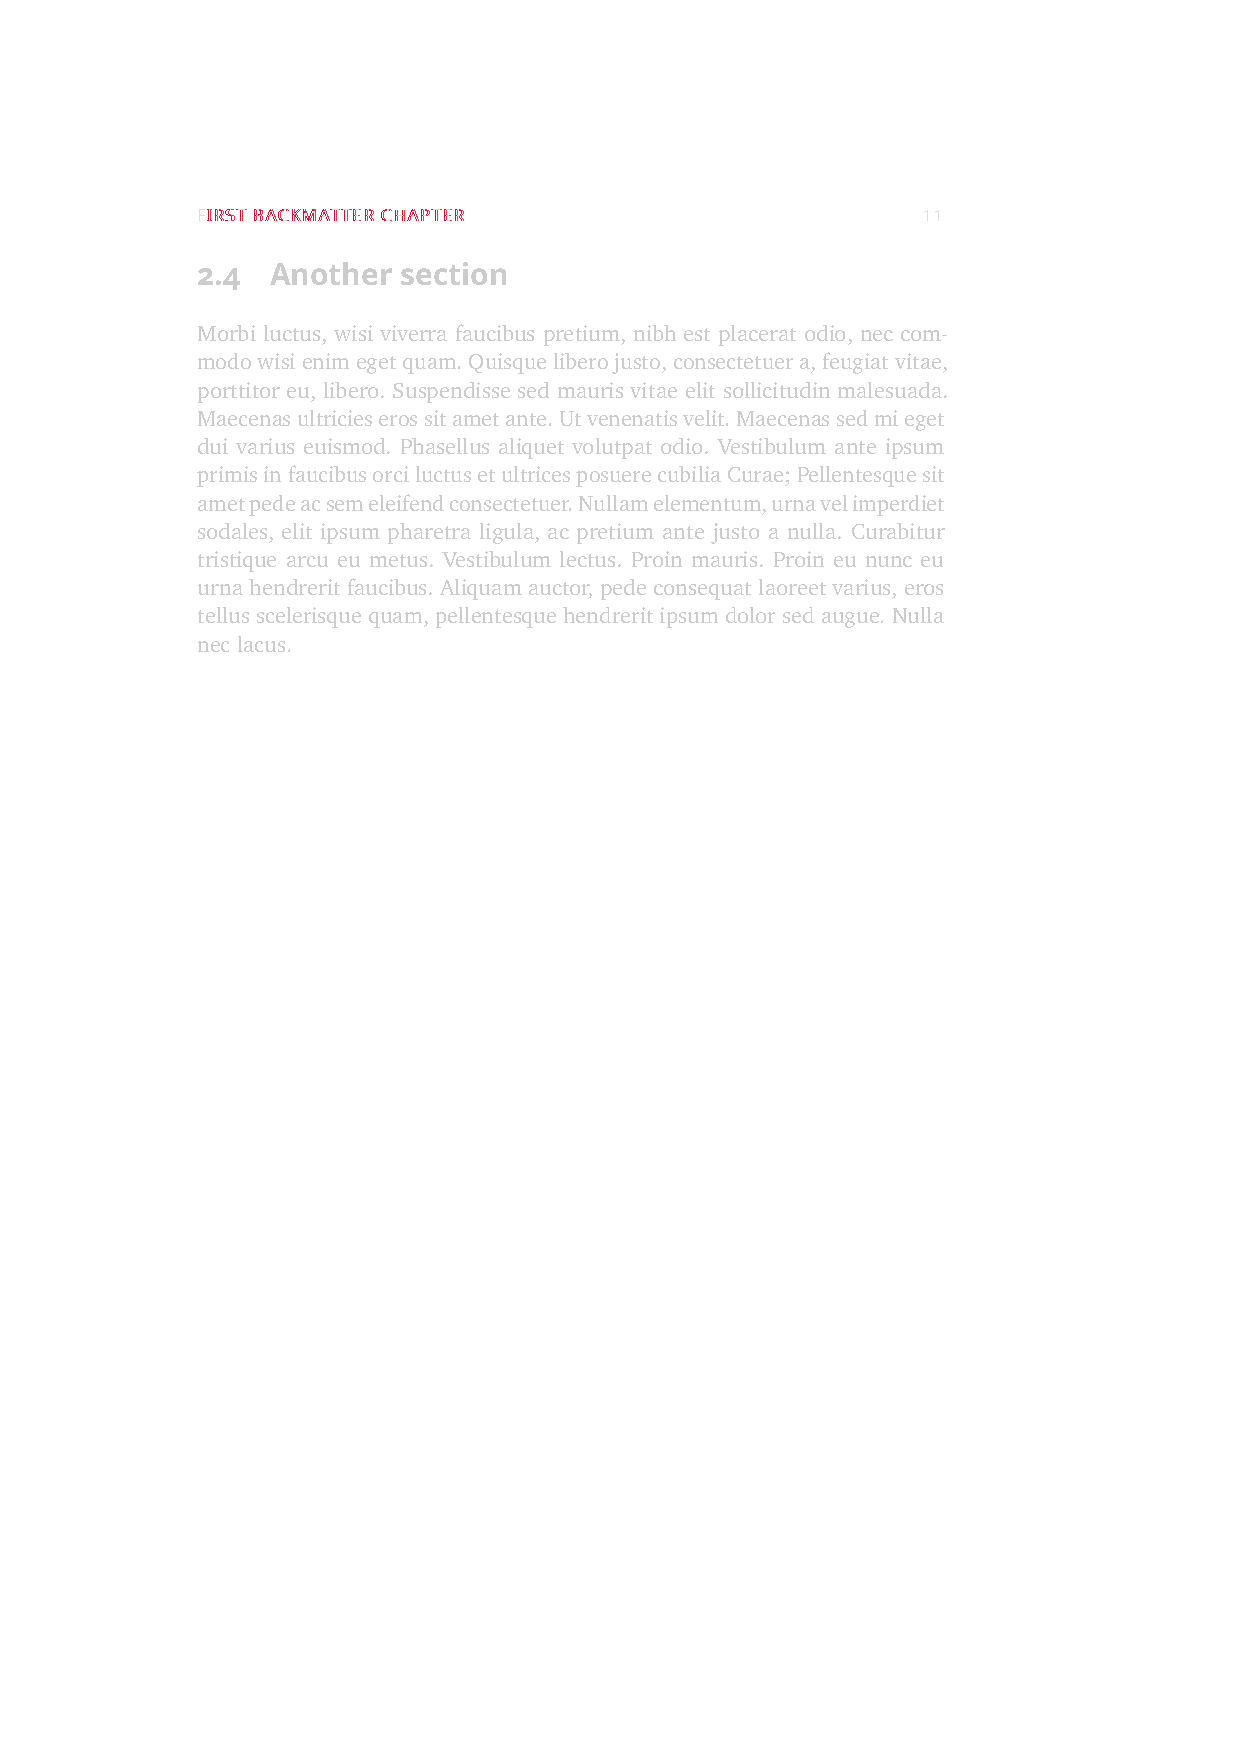 FIRST BACKMATTER CHAPTER 11
2.4 Another section
Morbi luctus, wisi viverra faucibus pretium, nibh est placerat odio, nec com-
modo wisi enim eget quam. Quisque libero justo, consectetuer a, feugiat vitae,
porttitor eu, libero. Suspendisse sed mauris vitae elit sollicitudin malesuada.
Maecenas ultricies eros sit amet ante. Ut venenatis velit. Maecenas sed mi eget
dui varius euismod. Phasellus aliquet volutpat odio. Vestibulum ante ipsum
primis in faucibus orci luctus et ultrices posuere cubilia Curae; Pellentesque sit
amet pede ac sem eleifend consectetuer. Nullam elementum, urna vel imperdiet
sodales, elit ipsum pharetra ligula, ac pretium ante justo a nulla. Curabitur
tristique arcu eu metus. Vestibulum lectus. Proin mauris. Proin eu nunc eu
urna hendrerit faucibus. Aliquam auctor, pede consequat laoreet varius, eros
tellus scelerisque quam, pellentesque hendrerit ipsum dolor sed augue. Nulla
nec lacus.